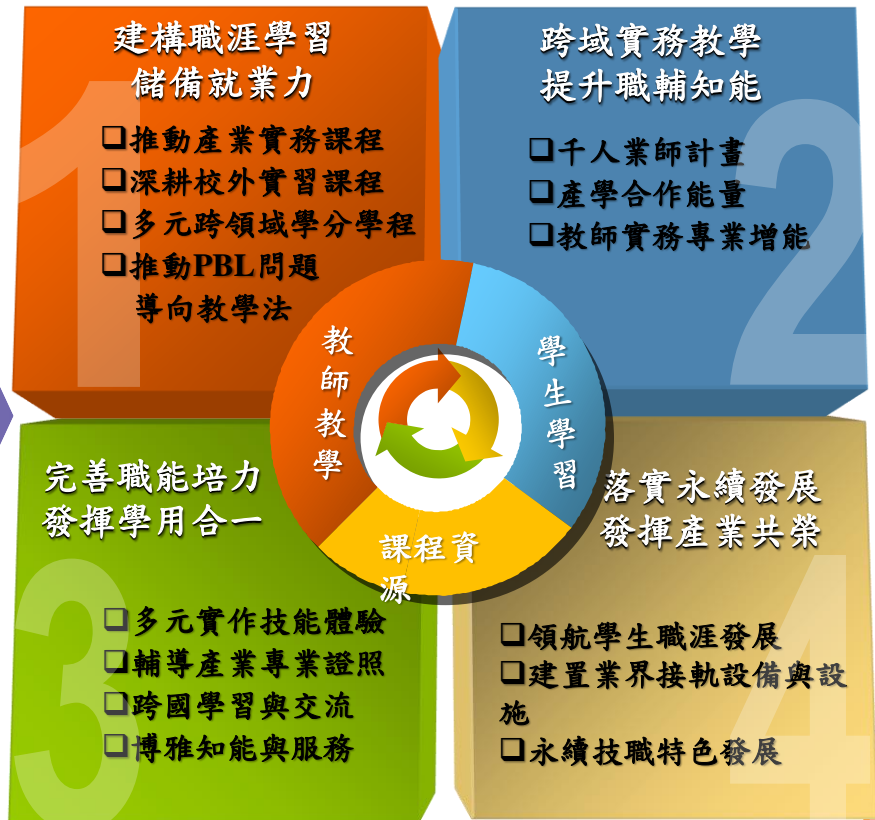 1
建構職涯學習
儲備就業力
❑推動產業實務課程
❑深耕校外實習課程
❑多元跨領域學分學程
❑推動PBL問題
導向教學法
2
跨域實務教學
提升職輔知能
❑千人業師計畫
❑產學合作能量
❑教師實務專業增能
教師教學
學生學習
課程資
源
3
完善職能培力
發揮學用合一
❑多元實作技能體驗
❑輔導產業專業證照
❑跨國學習與交流
❑博雅知能與服務
4
落實永續發展
發揮產業共榮
❑領航學生職涯發展
❑建置業界接軌設備與設
施
❑永續技職特色發展